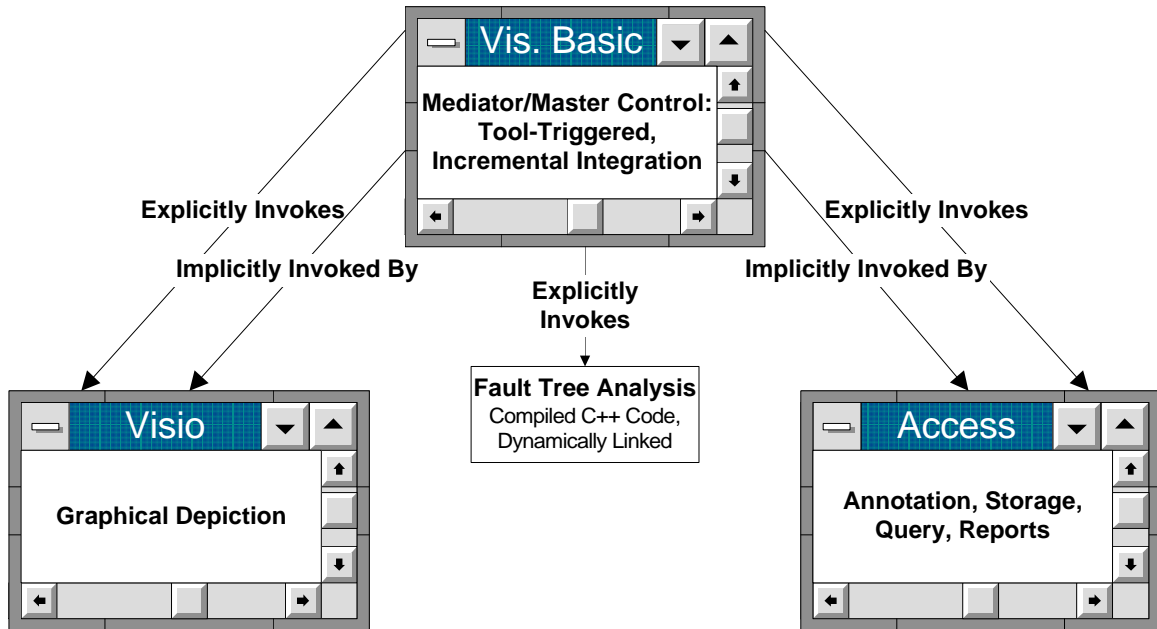 Vis. Basic
Mediator/Master Control:
Tool-Triggered,
Incremental Integration
Explicitly Invokes
Implicitly Invoked By
Explicitly
Invokes
Explicitly Invokes
Implicitly Invoked By
Visio
Graphical Depiction
Fault Tree Analysis
Compiled C++ Code,
Dynamically Linked
Access
Annotation, Storage,
Query, Reports